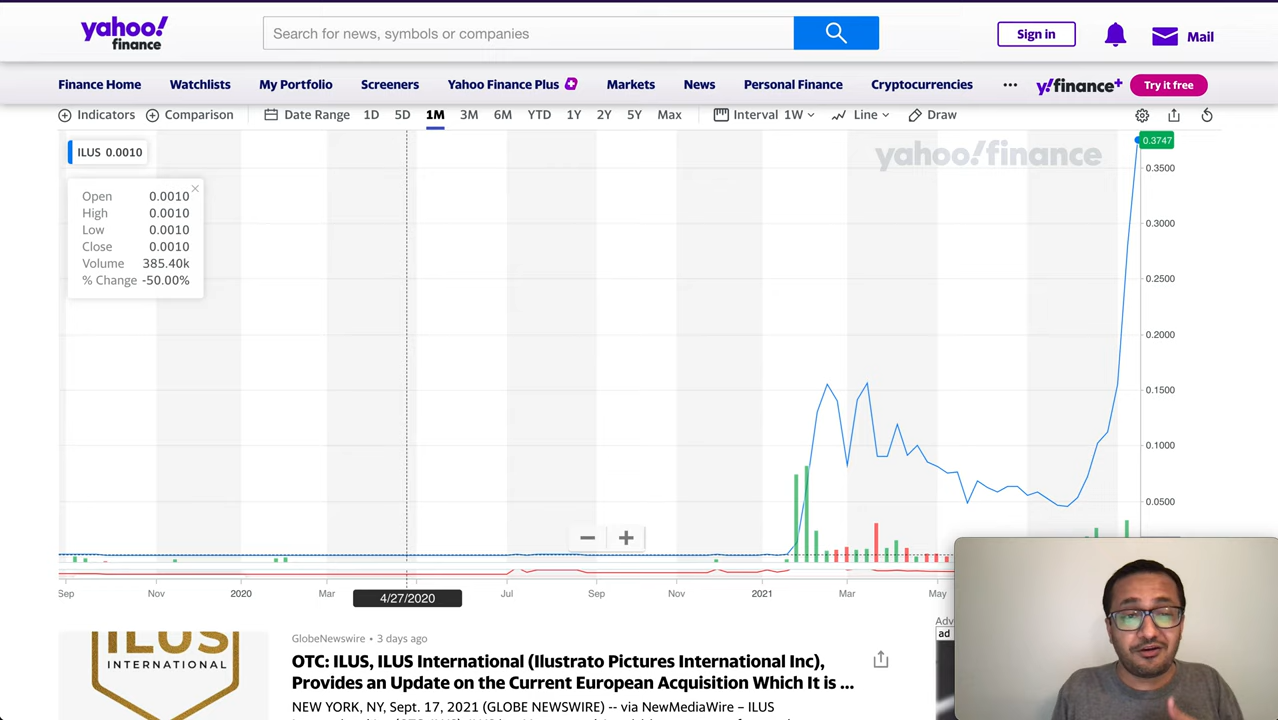 yahoo!
finance
Search for news, symbols or companies
Sign in
Mail
Finance Home Watchlists My Portfolio Screeners Yahoo Finance Plus Markets News Personal Finance Cryptocurrencies ... y!finance+ Try it free
Indicators Comparison Date Range 1D 5D 1M 3M 6M YTD 1Y 2Y 5Y Max Interval 1W Line Draw
ILUS 0.0010
yahoo!finance
0.3747
0.3500
Open 0.0010
High 0.0010
Low 0.0010
Close 0.0010
Volume 385.40k
% Change -50.00%
0.3000
0.2500
0.2000
0.1500
0.1000
0.0500
Sep Nov 2020 Mar 4/27/2020 Jul Sep Nov 2021 Mar May
ILUS
INTERNATIONAL
GlobeNewswire • 3 days ago
OTC: ILUS, ILUS International (Ilustrato Pictures International Inc),
Provides an Update on the Current European Acquisition Which It is ...
NEW YORK, NY, Sept. 17, 2021 (GLOBE NEWSWIRE) -- via NewMediaWire – ILUS
ad